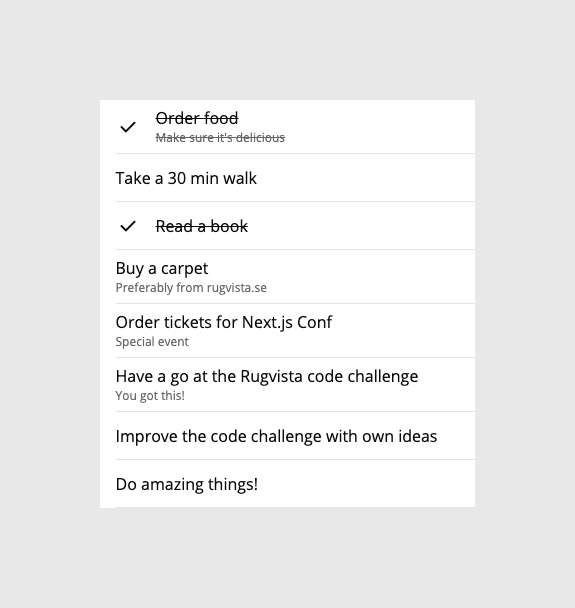 Order food
Make sure it's delicious
Take a 30 min walk
Read a book
Buy a carpet
Preferably from rugvista.se
Order tickets for Next.js Conf
Special event
Have a go at the Rugvista code challenge
You got this!
Improve the code challenge with own ideas
Do amazing things!